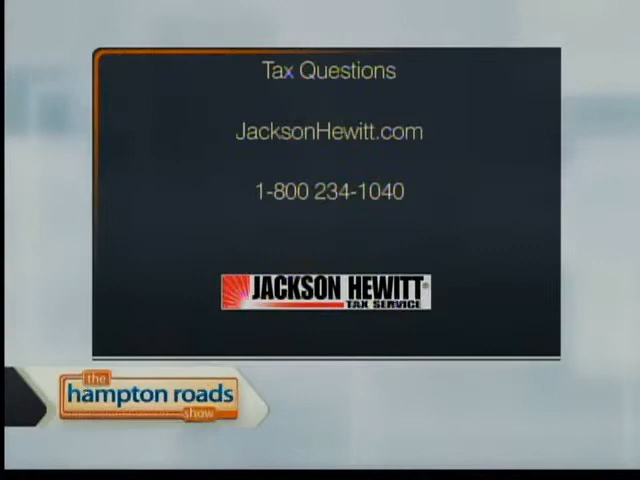 Tax Questions
JacksonHewitt.com
1-800 234-1040
JACKSON HEWITT®
TAX SERVICE
the
hampton roads
show